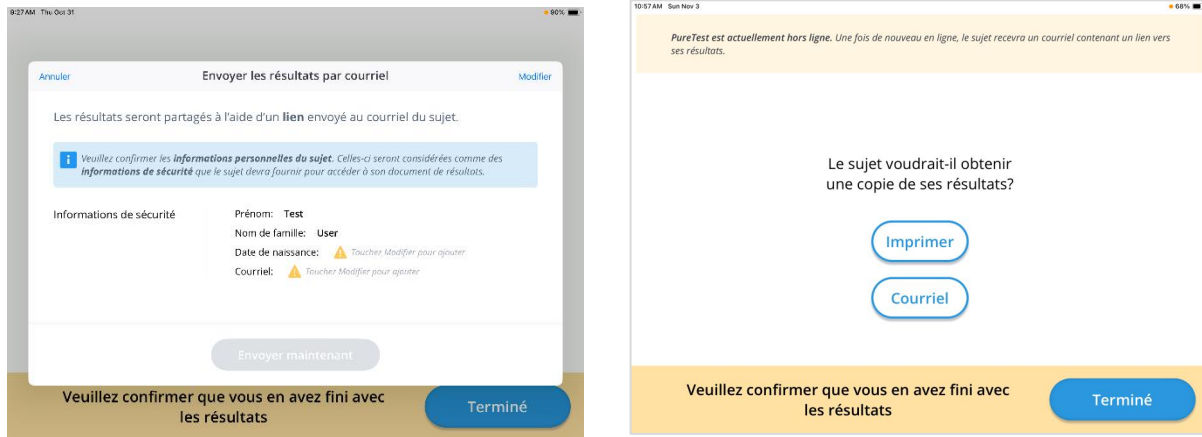 9:27 AM Thu Oct 31
90%
Annuler
Envoyer les résultats par courriel
Modifier
Les résultats seront partagés à l'aide d'un lien envoyé au courriel du sujet.
Veuillez confirmer les informations personnelles du sujet. Celles-ci seront considérées comme des
informations de sécurité que le sujet devra fournir pour accéder à son document de résultats.
Informations de sécurité
Prénom: Test
Nom de famille: User
Date de naissance: Touchez Modifier pour ajouter
Courriel: Touchez Modifier pour ajouter
Envoyer maintenant
Veuillez confirmer que vous en avez fini avec
les résultats
Terminé
10:57 AM Sun Nov 3
68%
PureTest est actuellement hors ligne. Une fois de nouveau en ligne, le sujet recevra un courriel contenant un lien vers
ses résultats.
Le sujet voudrait-il obtenir
une copie de ses résultats?
Imprimer
Courriel
Veuillez confirmer que vous en avez fini avec
les résultats
Terminé